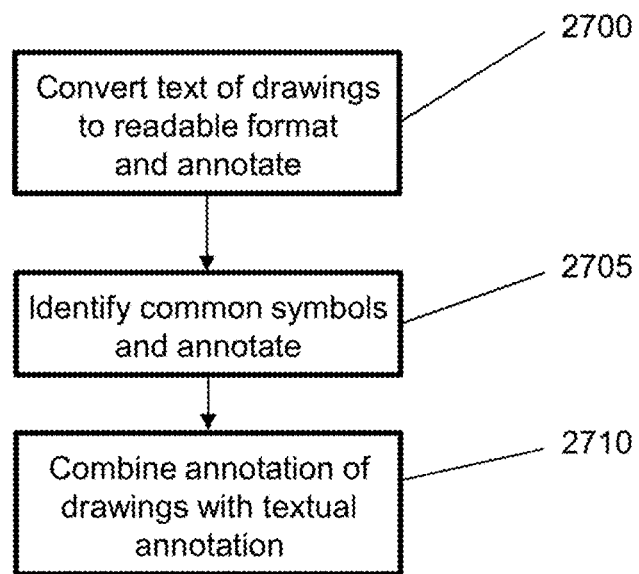 2700
Convert text of drawings
to readable format
and annotate
2705
Identify common symbols
and annotate
2710
Combine annotation of
drawings with textual
annotation